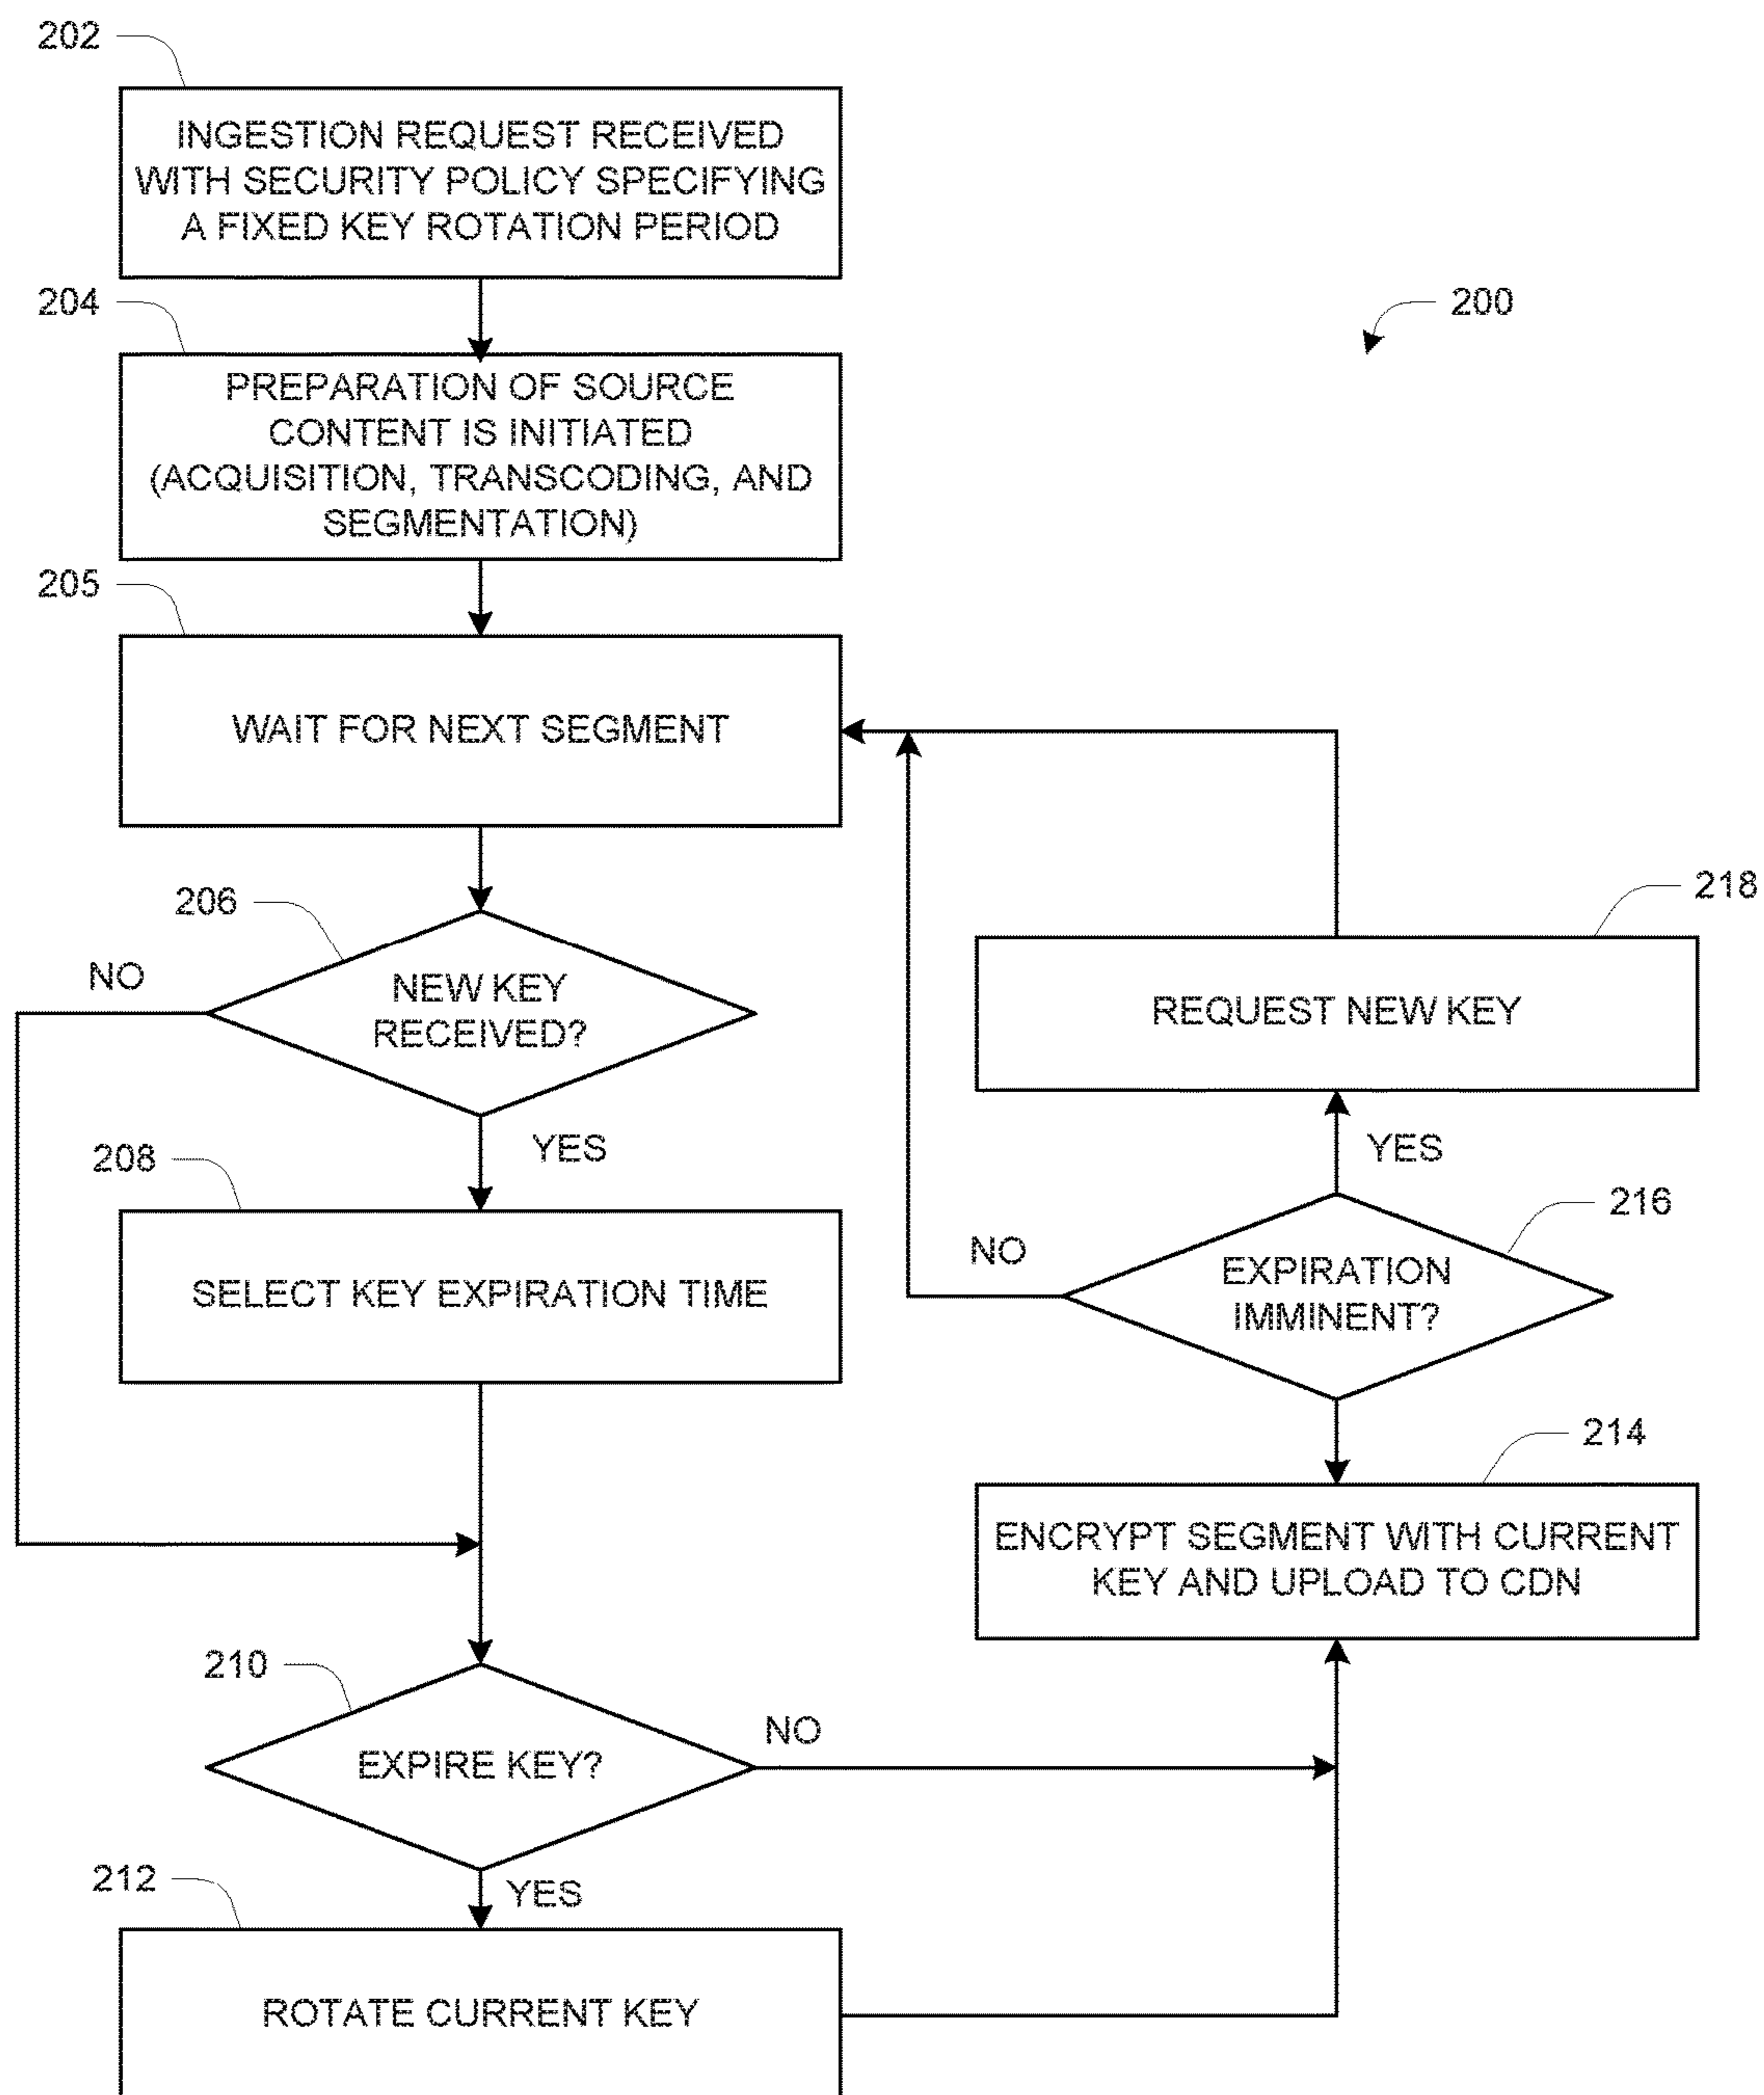 202
INGESTION REQUEST RECEIVED
WITH SECURITY POLICY SPECIFYING
A FIXED KEY ROTATION PERIOD
204
200
PREPARATION OF SOURCE
CONTENT IS INITIATED
(ACQUISITION, TRANSCODING, AND
SEGMENTATION)
205
WAIT FOR NEXT SEGMENT
206
NEW KEY
RECEIVED?
NO
YES
208
SELECT KEY EXPIRATION TIME
210
EXPIRE KEY?
NO
YES
212
ROTATE CURRENT KEY
218
REQUEST NEW KEY
YES
216
EXPIRATION
IMMINENT?
NO
214
ENCRYPT SEGMENT WITH CURRENT
KEY AND UPLOAD TO CDN